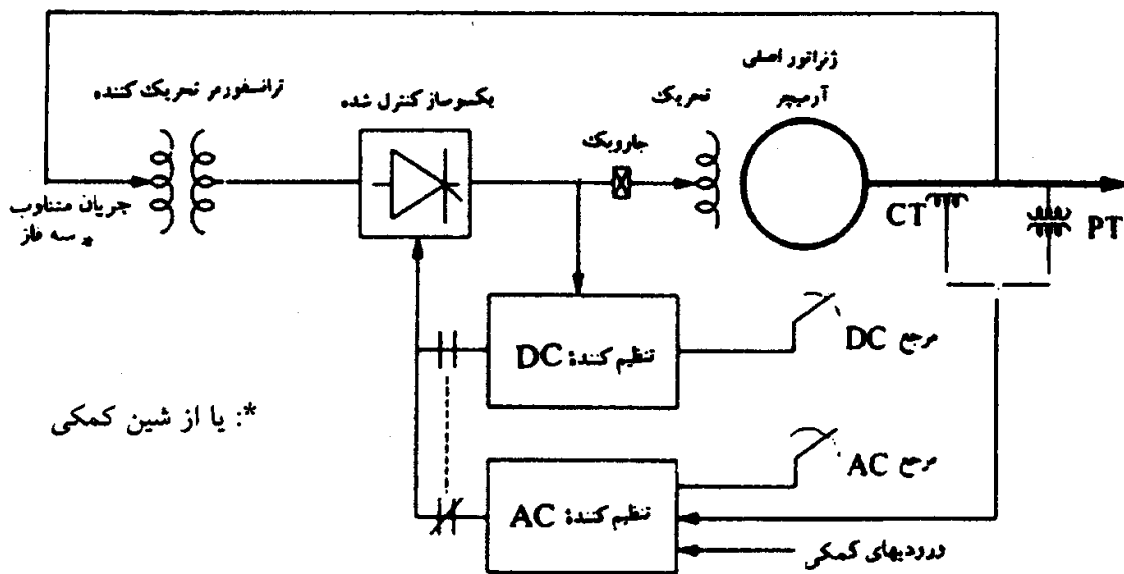 ژنراتور اصلی
آرمیچر
تحریک
ترانسفورمر تحریک کننده
یکسوساز کنترل شده
جاروبک
جریان متناوب
سه فاز *
CT
PT
تنظیم کنندهٔ DC
مرجع DC
*: یا از شین کمکی
تنظیم کنندهٔ AC
مرجع AC
ورودیهای کمکی